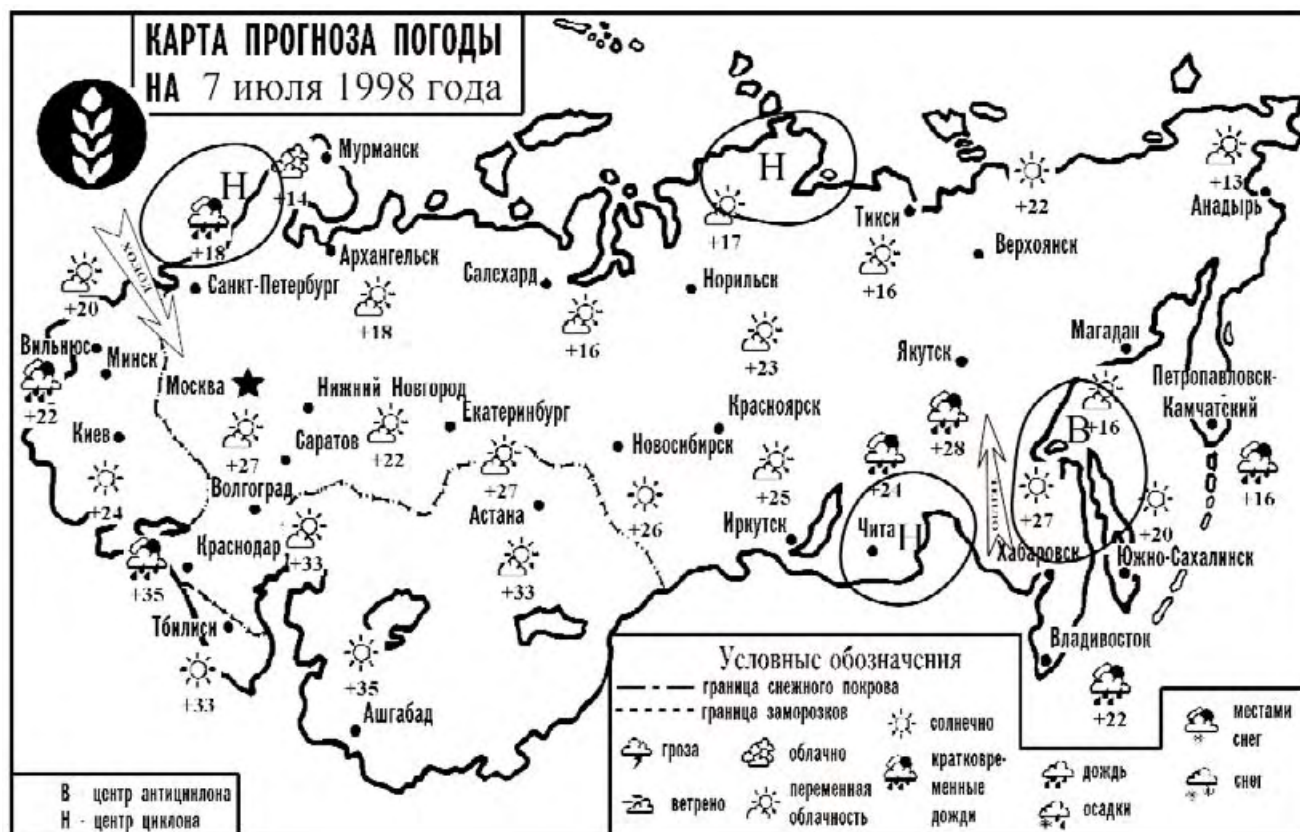 КАРТА ПРОГНОЗА ПОГОДЫ
НА 7 июля 1998 года
Мурманск
Н
Н
+14
+13
+22
Анадырь
Тикси
+18
+17
ХОЛОД
Архангельск
Верхоянск
Салехард
Санкт-Петербург
Норильск
+20
+18
+16
+16
Магадан
Вильнюс
Минск
Якутск
+23
Петропавловск-
Камчатский
Москва
Нижний Новгород
Екатеринбург
Красноярск
+22
Киев
Саратов
Новосибирск
В
+16
+27
+22
+28
Волгоград
+27
+25
+24
+16
+24
Астана
+26
+27
+20
Иркутск
Чита
Н
Краснодар
+33
Хабаровск
Южно-Сахалинск
+35
+33
Тбилиси
Владивосток
+33
+35
Ашгабад
+22
Условные обозначения
граница снежного покрова
граница заморозков
гроза
облачно
солнечно
ветрено
переменная
облачность
кратковре-
менные
дожди
дождь
осадки
местами
снег
снег
В - центр антициклона
Н - центр циклона